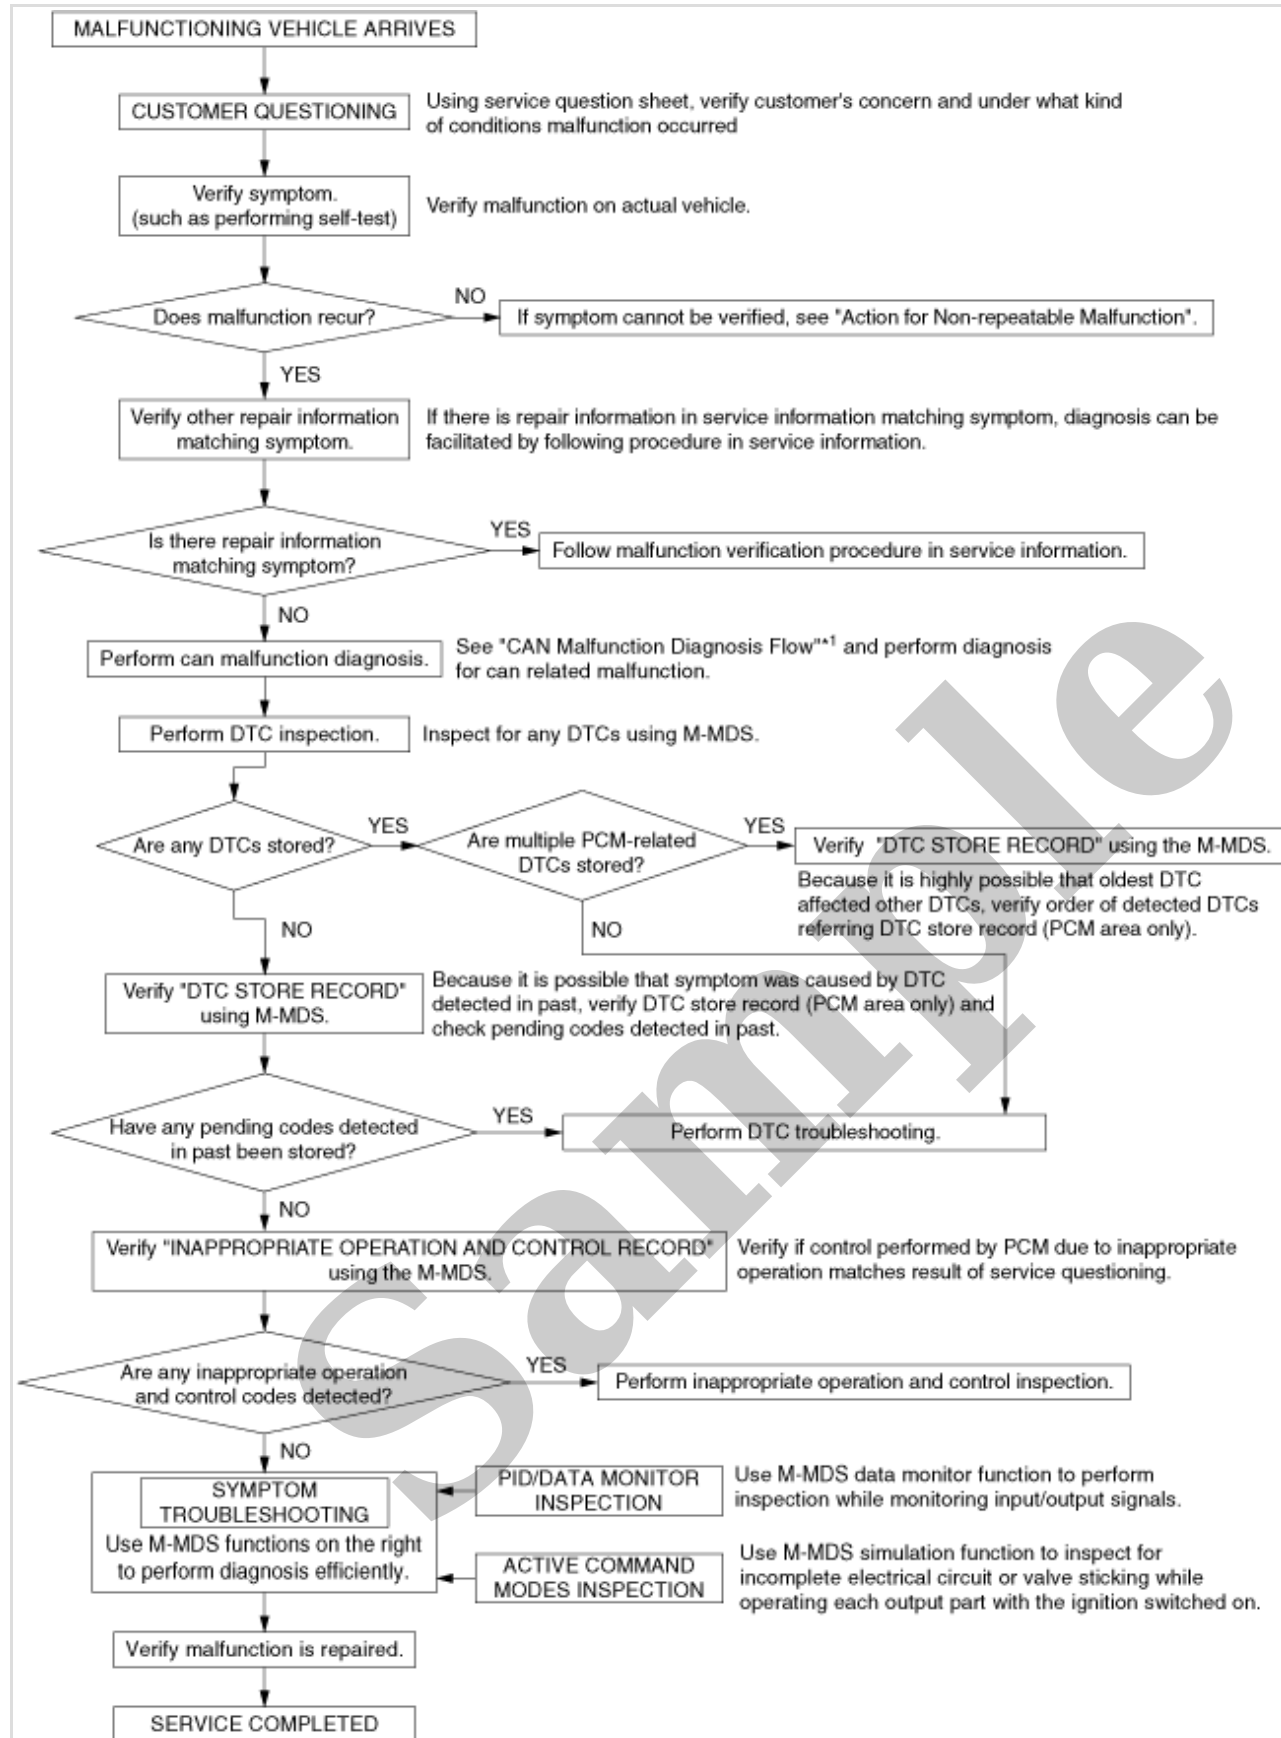 MALFUNCTIONING VEHICLE ARRIVES
CUSTOMER QUESTIONING
Using service question sheet, verify customer's concern and under what kind
of conditions malfunction occurred
Verify symptom.
(such as performing self-test)
Verify malfunction on actual vehicle.
Does malfunction recur?
NO
If symptom cannot be verified, see "Action for Non-repeatable Malfunction".
YES
Verify other repair information
matching symptom.
If there is repair information in service information matching symptom, diagnosis can be
facilitated by following procedure in service information.
Is there repair information
matching symptom?
YES
Follow malfunction verification procedure in service information.
NO
Perform can malfunction diagnosis.
See "CAN Malfunction Diagnosis Flow"*1 and perform diagnosis
for can related malfunction.
Perform DTC inspection.
Inspect for any DTCs using M-MDS.
Are any DTCs stored?
YES
Are multiple PCM-related
DTCs stored?
YES
Verify "DTC STORE RECORD" using the M-MDS.
Because it is highly possible that oldest DTC
affected other DTCs, verify order of detected DTCs
referring DTC store record (PCM area only).
NO
NO
Verify "DTC STORE RECORD"
using M-MDS.
Because it is possible that symptom was caused by DTC
detected in past, verify DTC store record (PCM area only) and
check pending codes detected in past.
Have any pending codes detected
in past been stored?
YES
Perform DTC troubleshooting.
NO
Verify "INAPPROPRIATE OPERATION AND CONTROL RECORD"
using the M-MDS.
Verify if control performed by PCM due to inappropriate
operation matches result of service questioning.
Are any inappropriate operation
and control codes detected?
YES
Perform inappropriate operation and control inspection.
NO
SYMPTOM
TROUBLESHOOTING
Use M-MDS functions on the right
to perform diagnosis efficiently.
PID/DATA MONITOR
INSPECTION
Use M-MDS data monitor function to perform
inspection while monitoring input/output signals.
ACTIVE COMMAND
MODES INSPECTION
Use M-MDS simulation function to inspect for
incomplete electrical circuit or valve sticking while
operating each output part with the ignition switched on.
Verify malfunction is repaired.
SERVICE COMPLETED
Sample